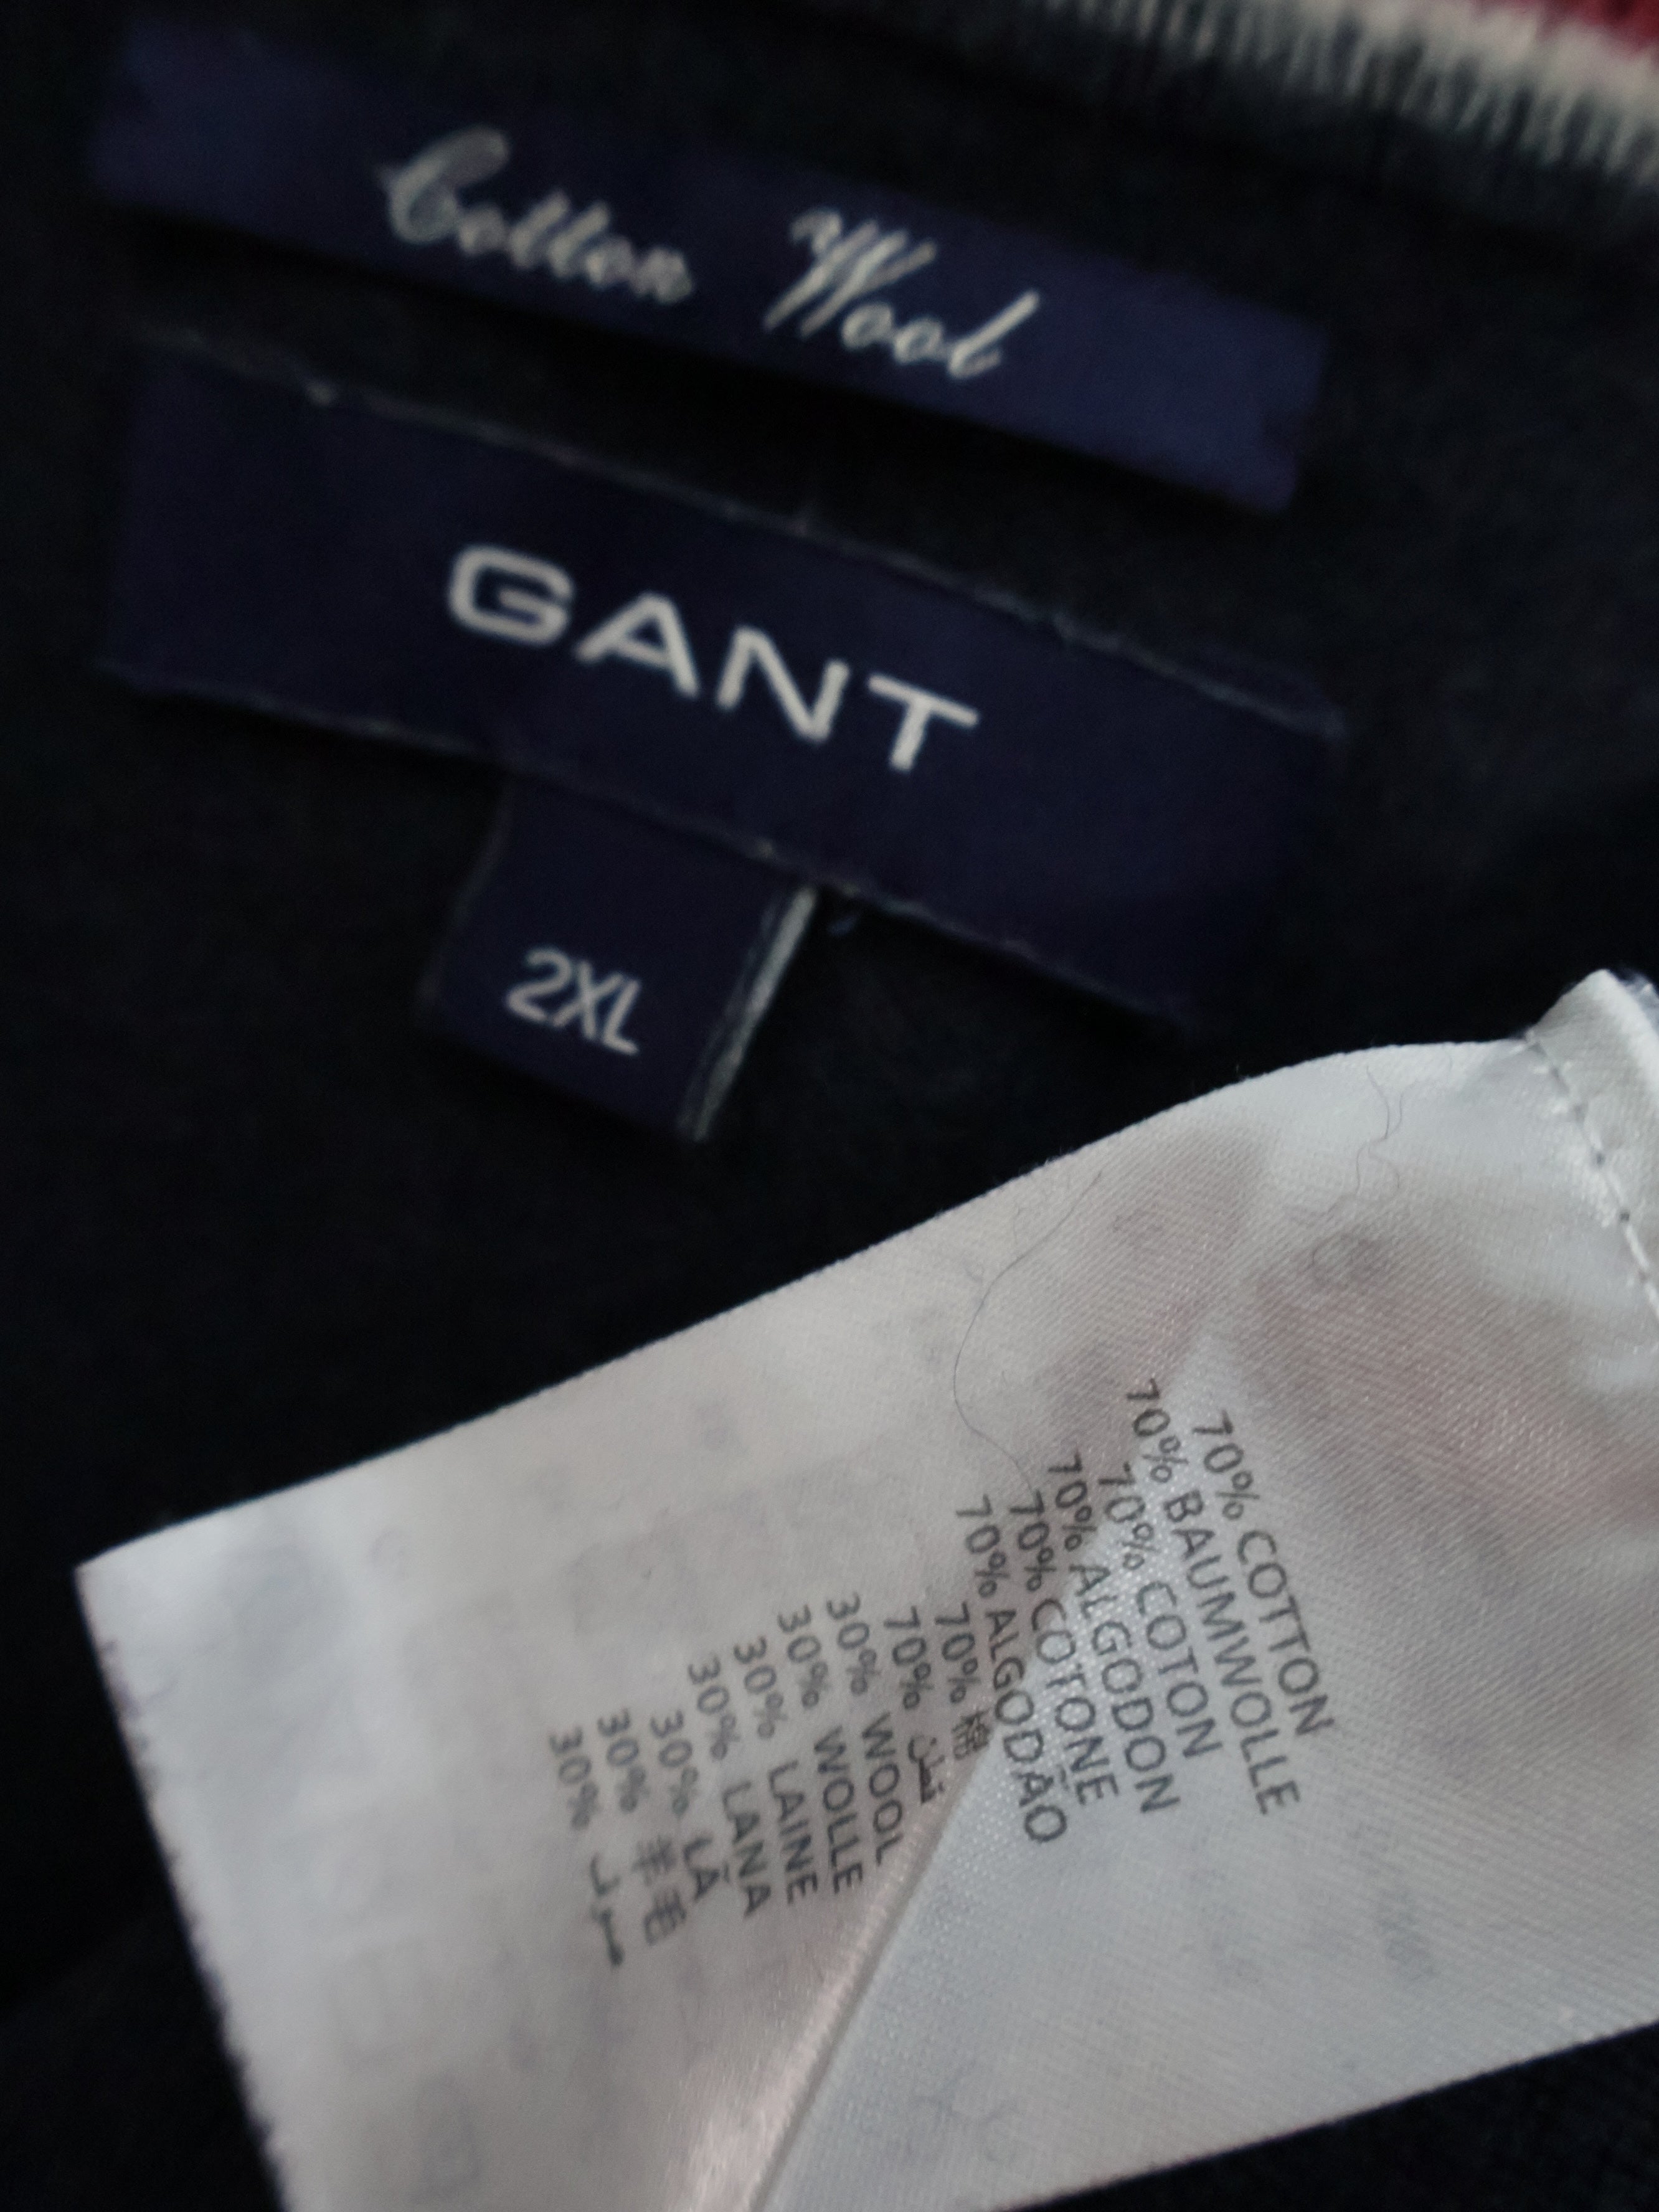 Cotton Wool
GANT
2XL
70% COTTON
70% BAUMWOLLE
70% COTON
70% ALGODON
70% COTONE
70% ALGODÃO
70% 棉
70% قطن
30% WOOL
30% WOLLE
30% LAINE
30% LANA
30% LÃ
30% 羊毛
30% صوف